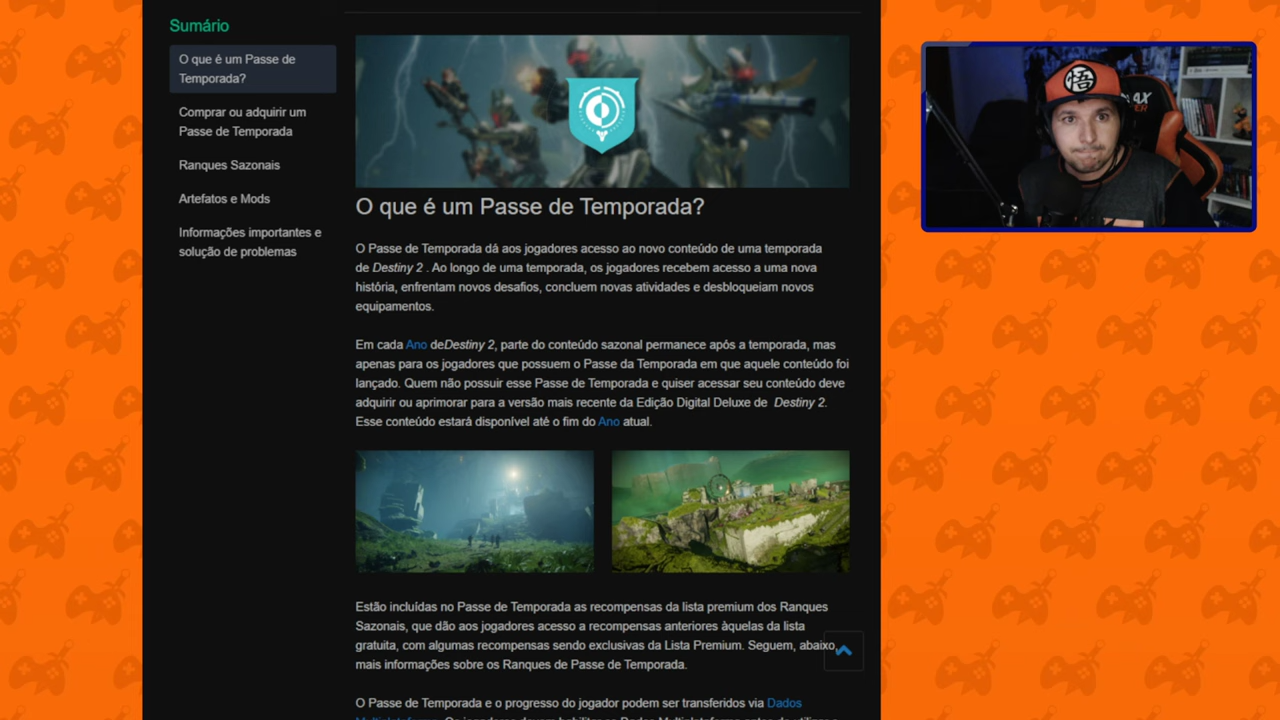 Sumário
O que é um Passe de
Temporada?
Comprar ou adquirir um
Passe de Temporada
Ranques Sazonais
Artefatos e Mods
Informações importantes e
solução de problemas
O que é um Passe de Temporada?
O Passe de Temporada dá aos jogadores acesso ao novo conteúdo de uma temporada
de Destiny 2 . Ao longo de uma temporada, os jogadores recebem acesso a uma nova
história, enfrentam novos desafios, concluem novas atividades e desbloqueiam novos
equipamentos.
Em cada Ano deDestiny 2, parte do conteúdo sazonal permanece após a temporada, mas
apenas para os jogadores que possuem o Passe da Temporada em que aquele conteúdo foi
lançado. Quem não possuir esse Passe de Temporada e quiser acessar seu conteúdo deve
adquirir ou aprimorar para a versão mais recente da Edição Digital Deluxe de Destiny 2.
Esse conteúdo estará disponível até o fim do Ano atual.
Estão incluídas no Passe de Temporada as recompensas da lista premium dos Ranques
Sazonais, que dão aos jogadores acesso a recompensas anteriores àquelas da lista
gratuita, com algumas recompensas sendo exclusivas da Lista Premium. Seguem, abaixo,
mais informações sobre os Ranques de Passe de Temporada.
O Passe de Temporada e o progresso do jogador podem ser transferidos via Dados
悟